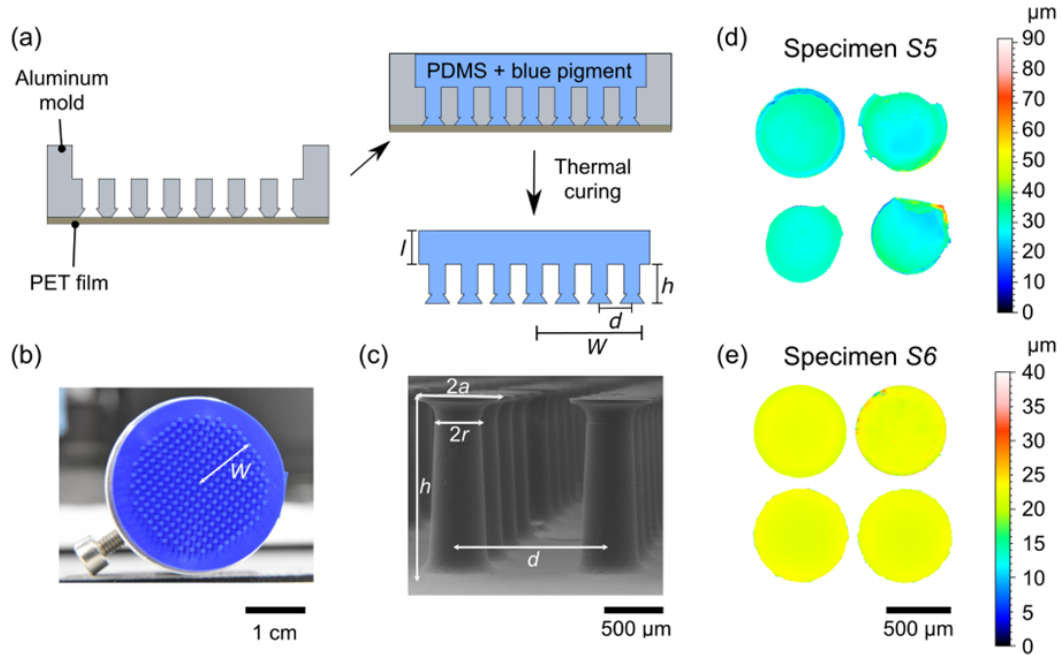 (a)
Aluminum
mold
PET film
PDMS + blue pigment
Thermal
curing
l
h
d
W
(b)
W
1 cm
(c)
2a
2r
h
d
500 µm
(d)
Specimen S5
µm
90
80
70
60
50
40
30
20
10
0
(e)
Specimen S6
500 µm
µm
40
35
30
25
20
15
10
5
0